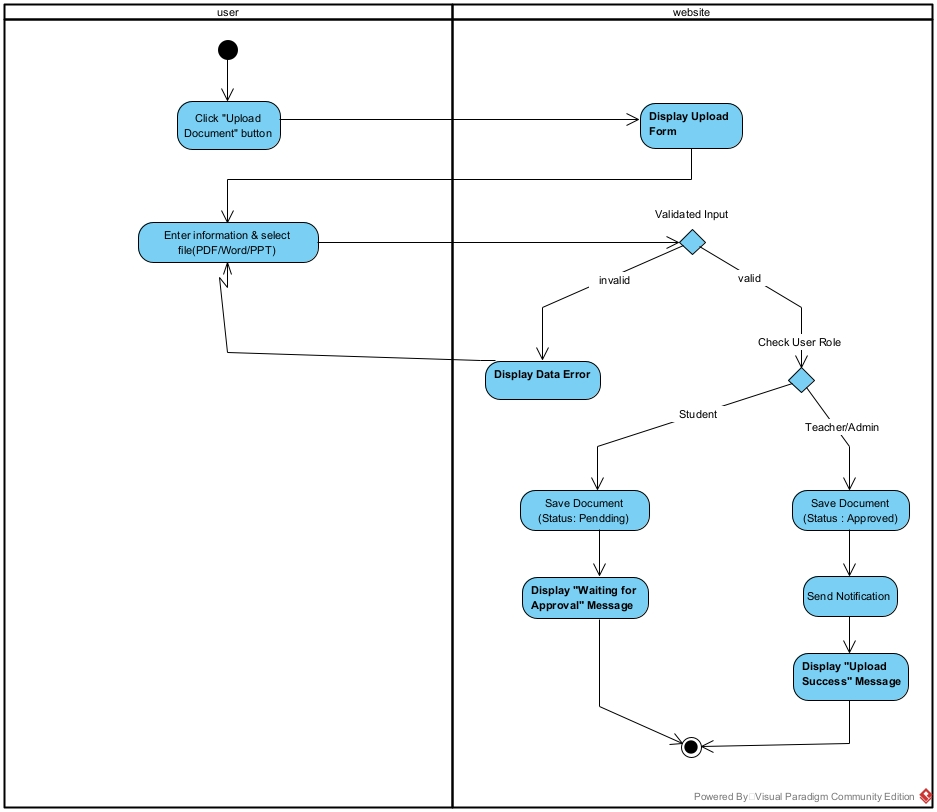 user
website
Click "Upload
Document" button
Display Upload
Form
Validated Input
Enter information & select
file(PDF/Word/PPT)
invalid
valid
Check User Role
Display Data Error
Student
Teacher/Admin
Save Document
(Status: Pendding)
Save Document
(Status : Approved)
Display "Waiting for
Approval" Message
Send Notification
Display "Upload
Success" Message
Powered By Visual Paradigm Community Edition